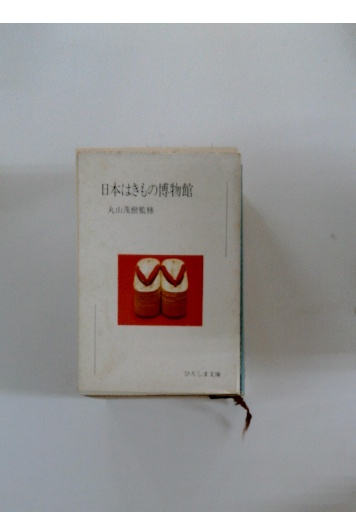 日本はきもの博物館
丸山茂樹監修
ひろしま文庫